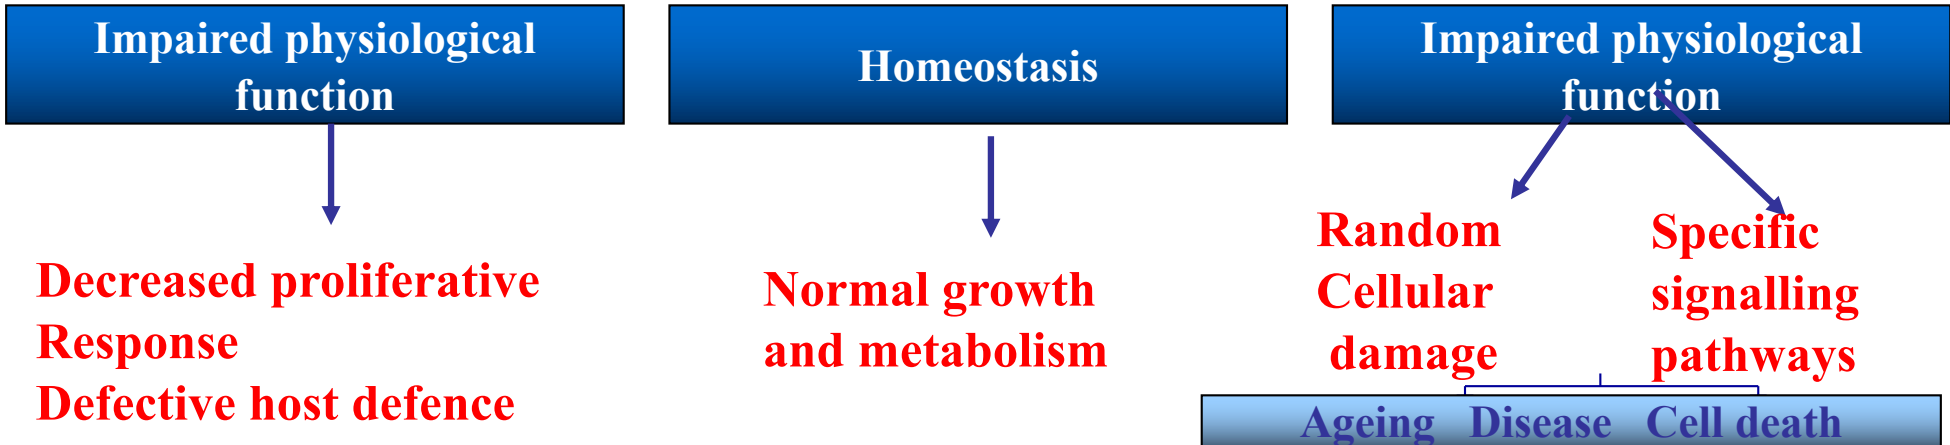 Impaired physiological
function
Decreased proliferative
Response
Defective host defence
Homeostasis
Normal growth
and metabolism
Impaired physiological
function
Random
Cellular
damage
Specific
signalling
pathways
Ageing Disease Cell death